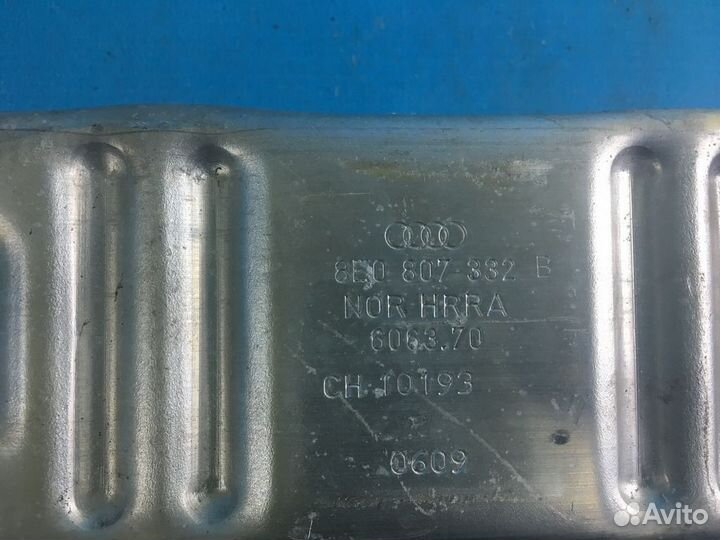 8E0 807 332 B
NOR HRRA
6063.70
CH 10193
0609
Avito